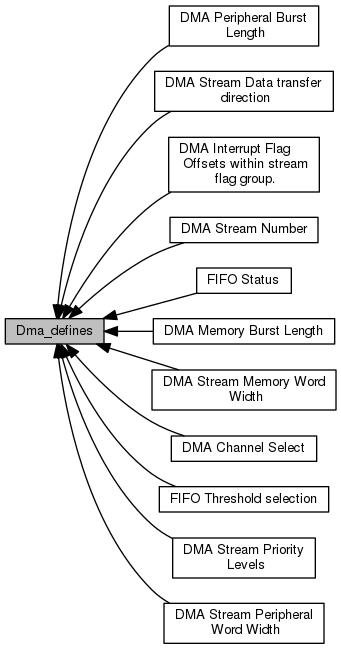 DMA Peripheral Burst
Length
DMA Stream Data transfer
direction
DMA Interrupt Flag
Offsets within stream
flag group.
DMA Stream Number
FIFO Status
Dma_defines
DMA Memory Burst Length
DMA Stream Memory Word
Width
DMA Channel Select
FIFO Threshold selection
DMA Stream Priority
Levels
DMA Stream Peripheral
Word Width